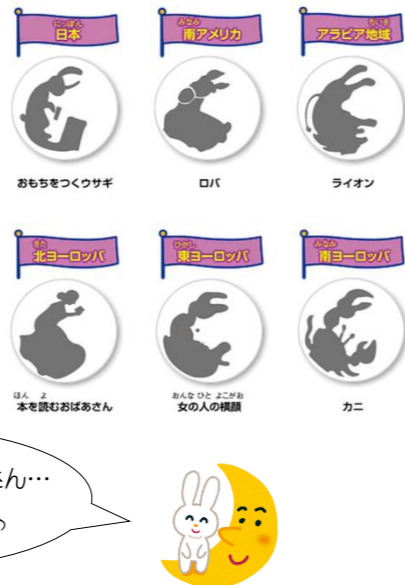 にっぽん
日本
みなみ
南アメリカ
ちいき
アラビア地域
おもちをつくウサギ
ロバ
ライオン
きた
北ヨーロッパ
ひがし
東ヨーロッパ
みなみ
南ヨーロッパ
ほん よ
本を読むおばあさん
おんな ひと よこがお
女の人の横顔
カニ
ん…